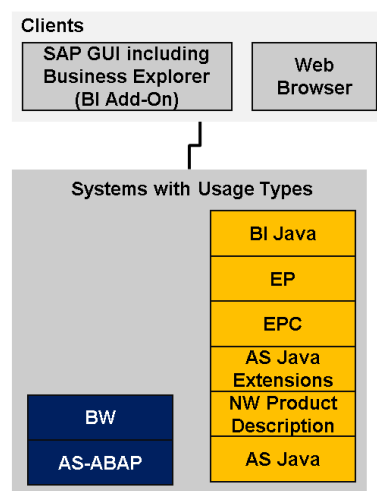 Clients
SAP GUI including
Business Explorer
(BI Add-On)
Web
Browser
Systems with Usage Types
BI Java
EP
EPC
AS Java
Extensions
NW Product
Description
AS Java
BW
AS-ABAP